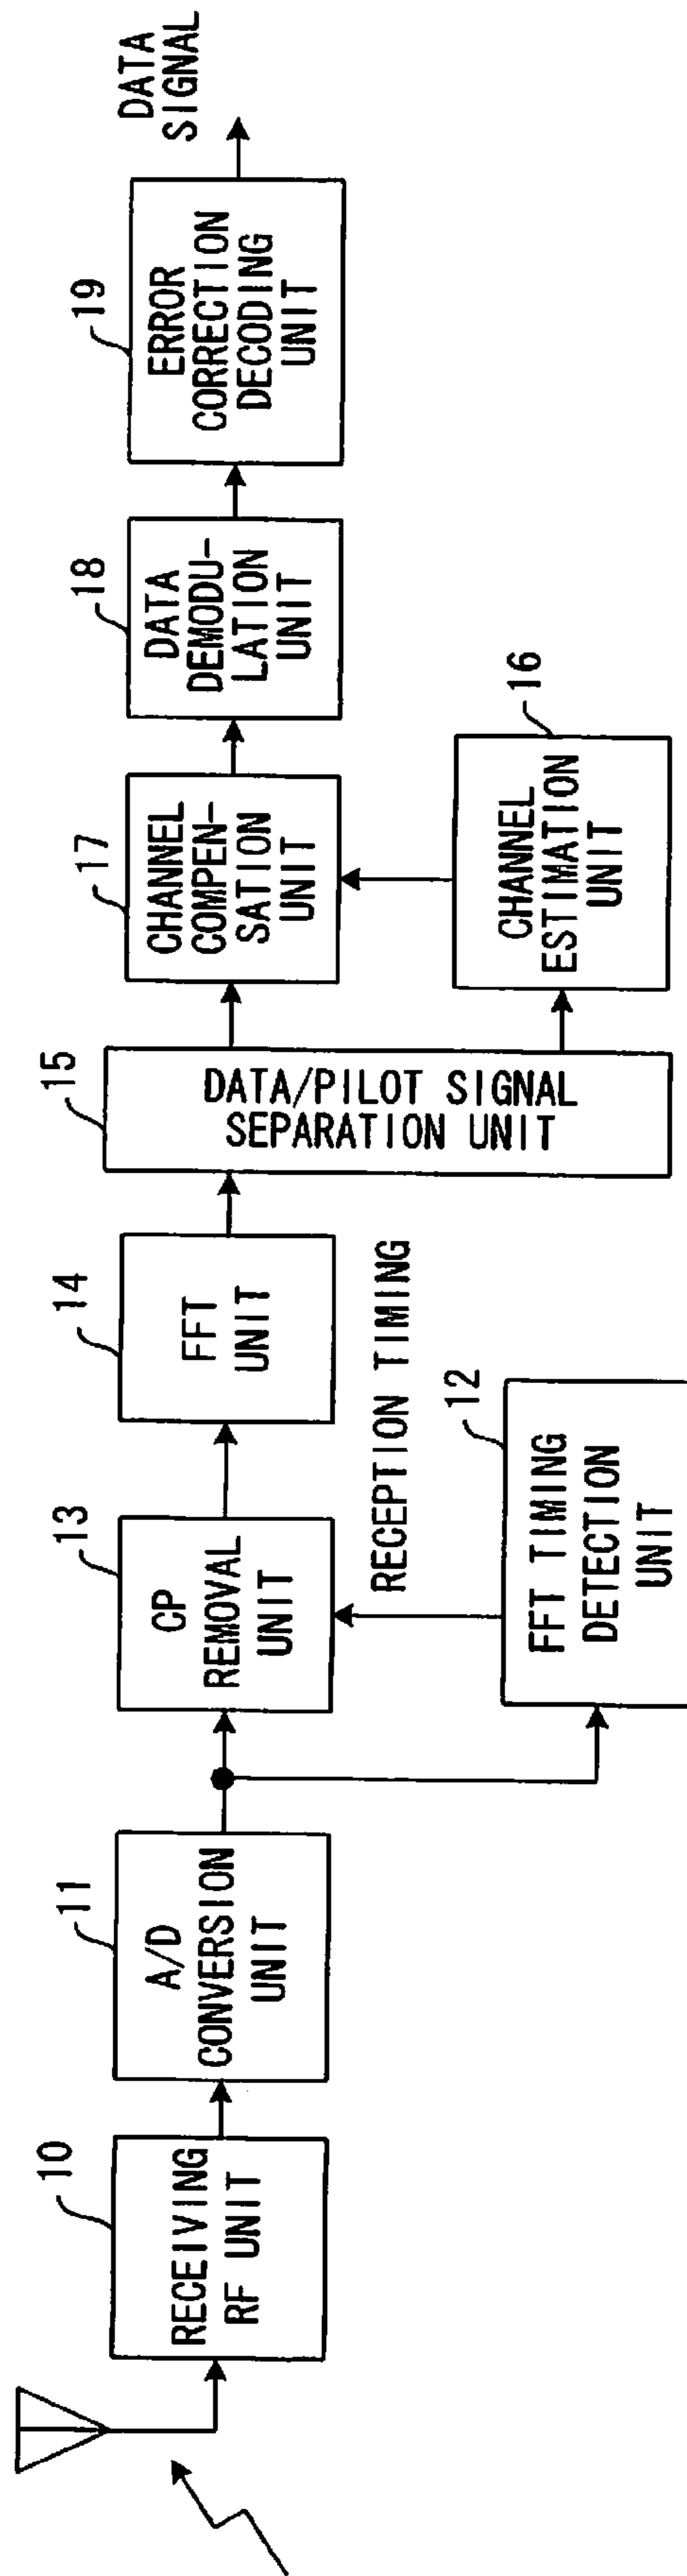 10
RECEIVING
RF UNIT
11
A/D
CONVERSION
UNIT
12
FFT TIMING
DETECTION
UNIT
RECEPTION TIMING
13
CP
REMOVAL
UNIT
14
FFT
UNIT
15
DATA/PILOT SIGNAL
SEPARATION UNIT
16
CHANNEL
ESTIMATION
UNIT
17
CHANNEL
COMPEN-
SATION
UNIT
18
DATA
DEMODU-
LATION
UNIT
19
ERROR
CORRECTION
DECODING
UNIT
DATA
SIGNAL